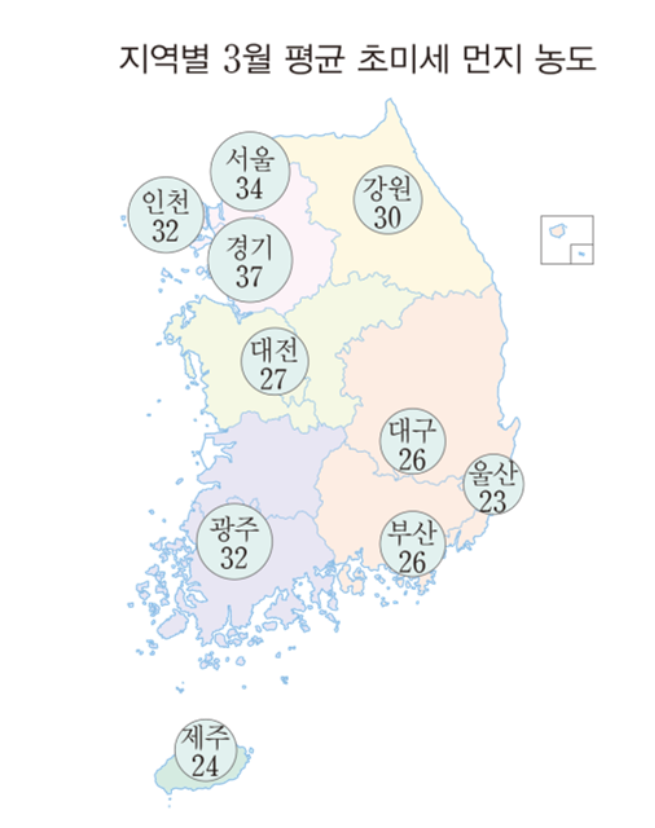 지역별 3월 평균 초미세 먼지 농도
서울
34
강원
30
인천
32
경기
37
대전
27
대구
26
울산
23
광주
32
부산
26
제주
24